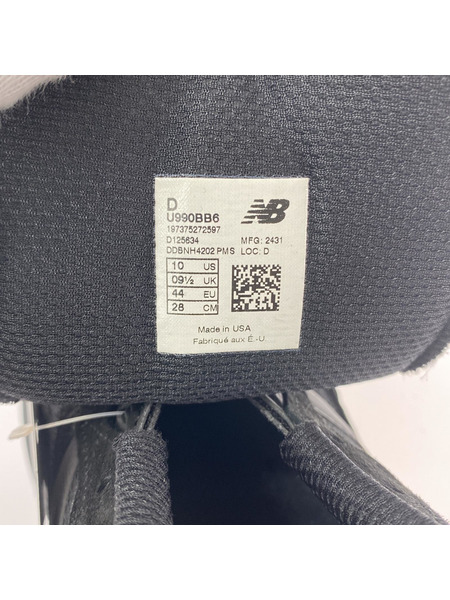 D
U990BB6
197375272597
D125634 MFG: 2431
DDBNH4202 PMS LOC: D
10 US
09½ UK
44 EU
28 CM
Made in USA
Fabriqué aux É.-U.
NB